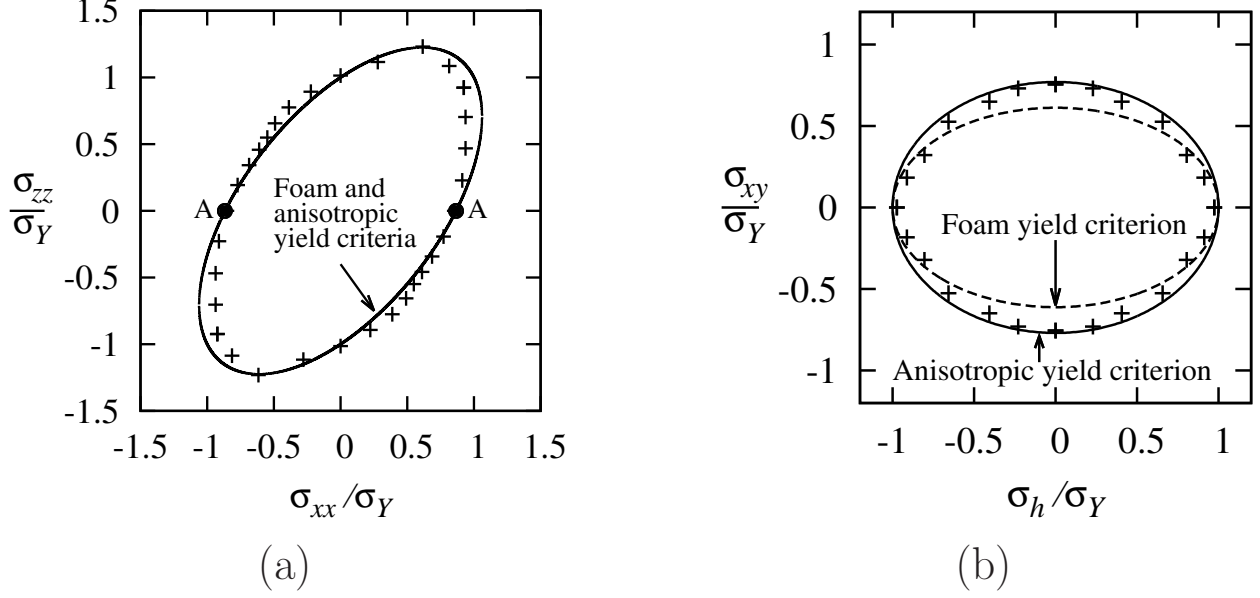 1.5
1
0.5
0
-0.5
-1
-1.5
σzz
σY
A
A
Foam and
anisotropic
yield criteria
-1.5 -1 -0.5 0 0.5 1 1.5
σxx/σY
(a)
1
0.5
0
-0.5
-1
σxy
σY
Foam yield criterion
Anisotropic yield criterion
-1 -0.5 0 0.5 1
σh/σY
(b)